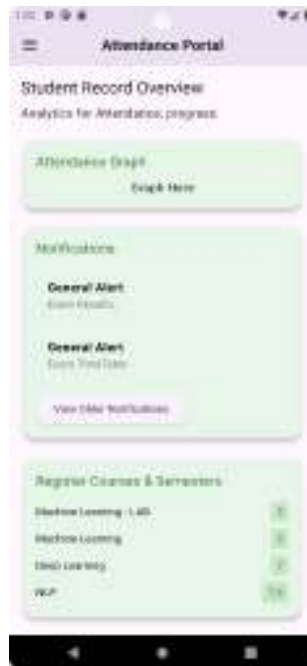 Attendance Portal
Student Record Overview
Analytics for Attendance, progress.
Attendance Graph
Graph Here
Notifications
General Alert
Exam Results
General Alert
Exam TimeTable
View Older Notifications
Register Courses & Semesters
Machine Learning - LAB
Machine Learning
Deep Learning
NLP